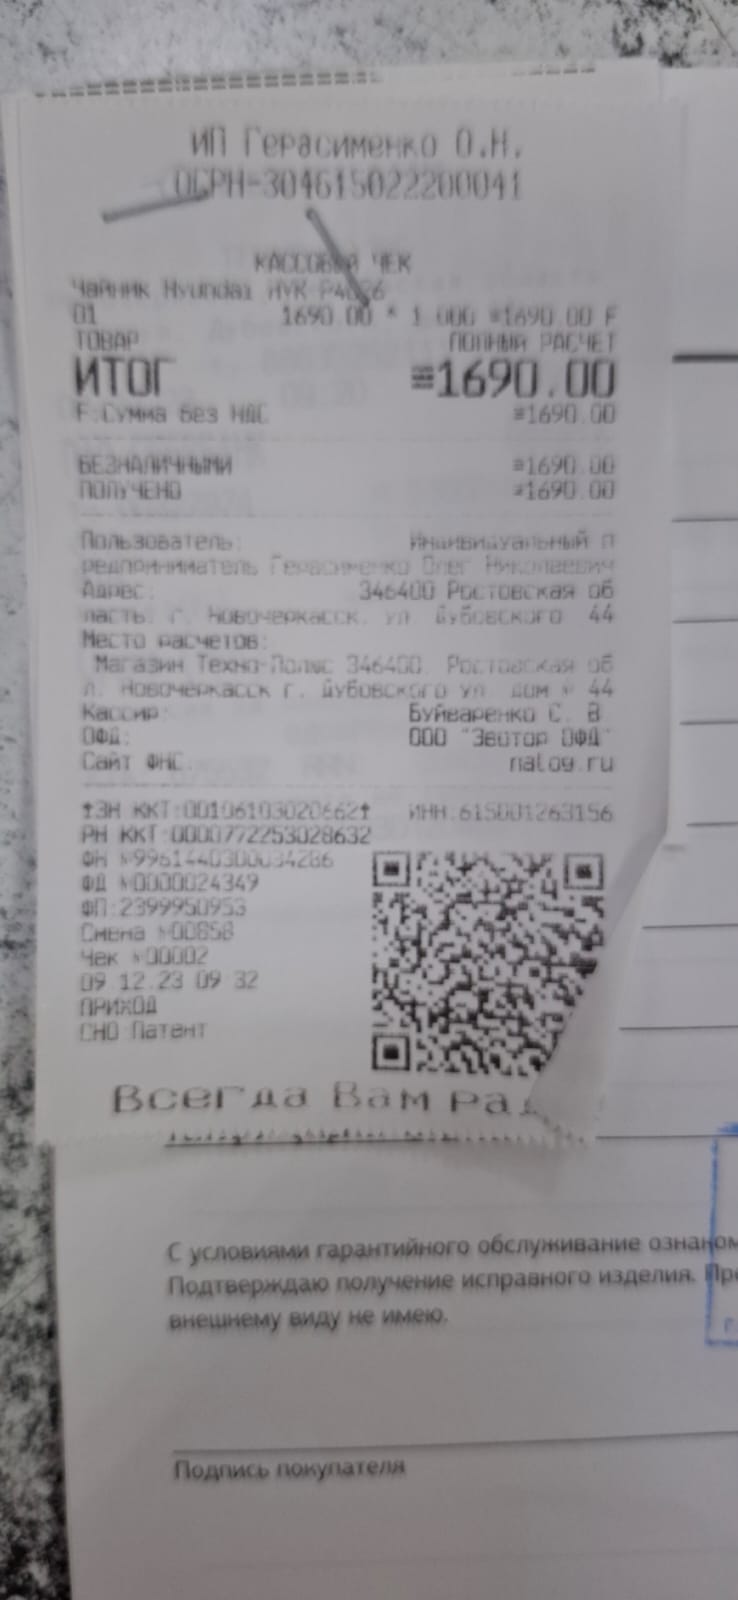 ИП Герасименко О.Н.
ОГРН-304615022200041
КАССОВЫЙ ЧЕК
Чайник Hyundai HYK-P4026
01 1690.00 * 1.000 ≡1690.00 F
ТОВАР ПОЛНЫЙ РАСЧЕТ
ИТОГ ≡1690.00
F:Сумма без НДС ≡1690.00
БЕЗНАЛИЧНЫМИ ≡1690.00
ПОЛУЧЕНО ≡1690.00
Пользователь: Индивидуальный п
редприниматель Герасименко Олег Николаевич
Адрес: 346400 Ростовская об
ласть, г. Новочеркасск, ул. Дубовского 44
Место расчетов:
Магазин Техно-Полюс 346400, Ростовская об
л. Новочеркасск г. Дубовского ул. дом № 44
Кассир: Буйваренко С. В.
ОФД: ООО "Эвотор ОФД"
Сайт ФНС: nalog.ru
↑ЗН ККТ:00106103020662↑ ИНН:615001263156
РН ККТ:0000772253028632
ФН №9961440300034286
ФД №0000024349
ФП:2399950953
Смена №00858
Чек №00002
09.12.23 09:32
ПРИХОД
СНО Патент
Всегда Вам рад
С условиями гарантийного обслуживание ознаком
Подтверждаю получение исправного изделия. Пре
внешнему виду не имею.
Подпись покупателя